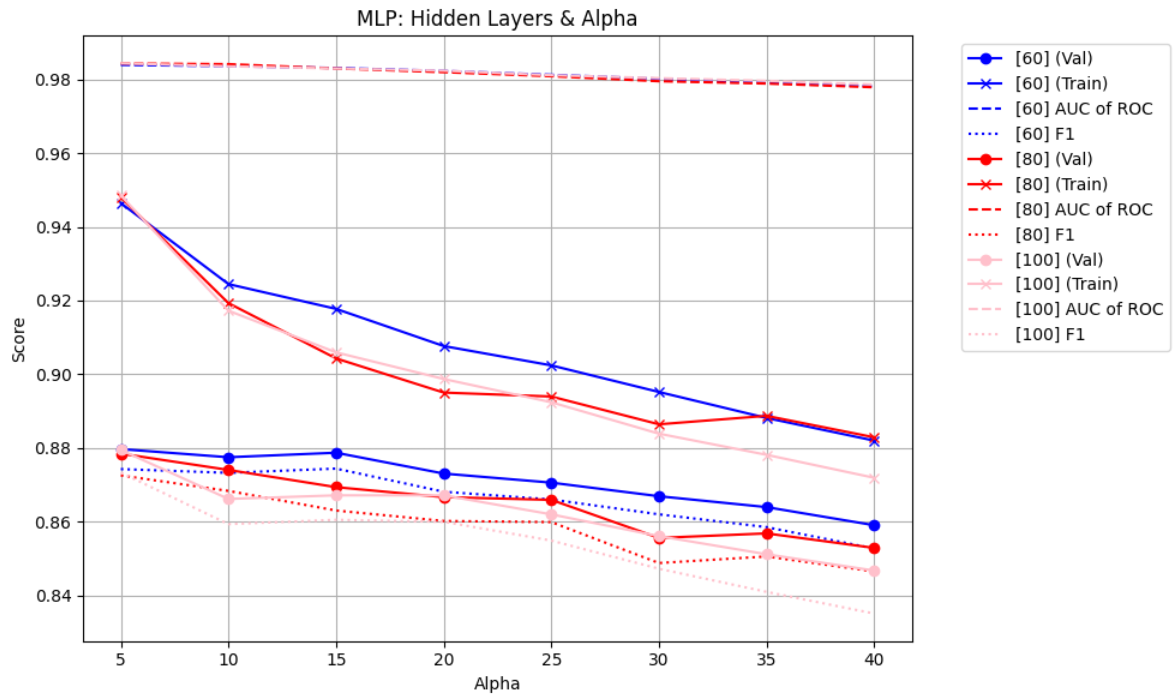 MLP: Hidden Layers & Alpha
Score
0.98
0.96
0.94
0.92
0.90
0.88
0.86
0.84
5 10 15 20 25 30 35 40
Alpha
[60] (Val)
[60] (Train)
[60] AUC of ROC
[60] F1
[80] (Val)
[80] (Train)
[80] AUC of ROC
[80] F1
[100] (Val)
[100] (Train)
[100] AUC of ROC
[100] F1